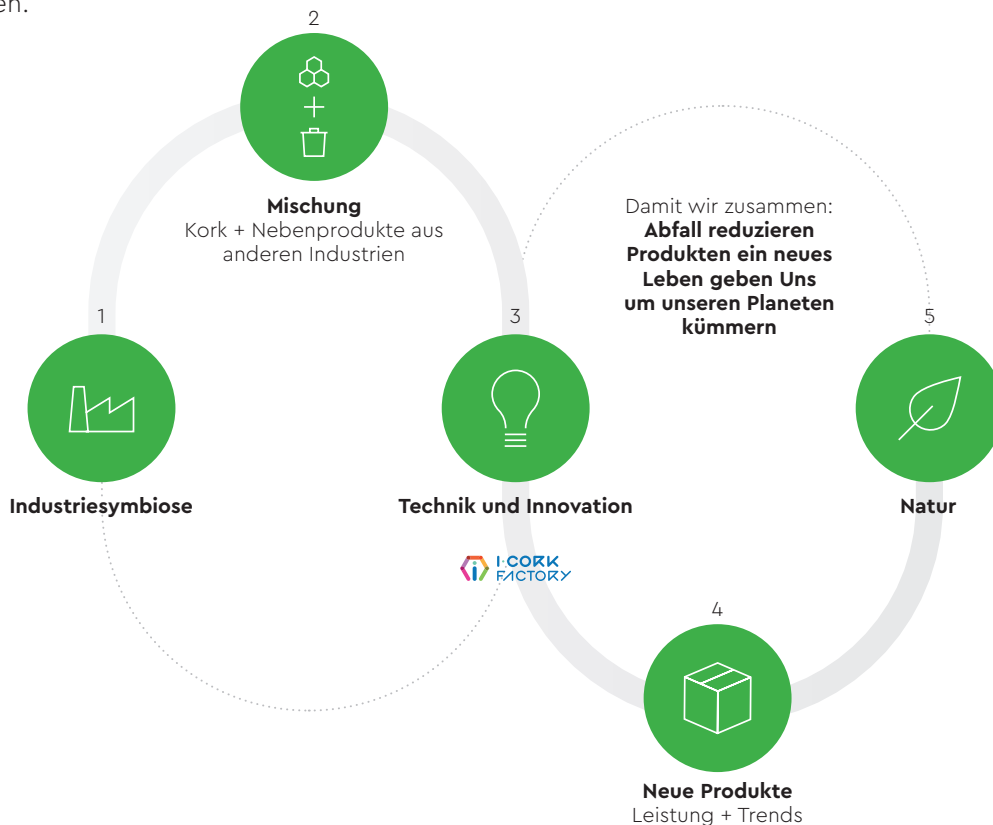 en.
2
Mischung
Kork + Nebenprodukte aus
anderen Industrien
Damit wir zusammen:
Abfall reduzieren
Produkten ein neues
Leben geben Uns
um unseren Planeten
kümmern
1
Industriesymbiose
3
Technik und Innovation
I·CORK
FACTORY
5
Natur
4
Neue Produkte
Leistung + Trends